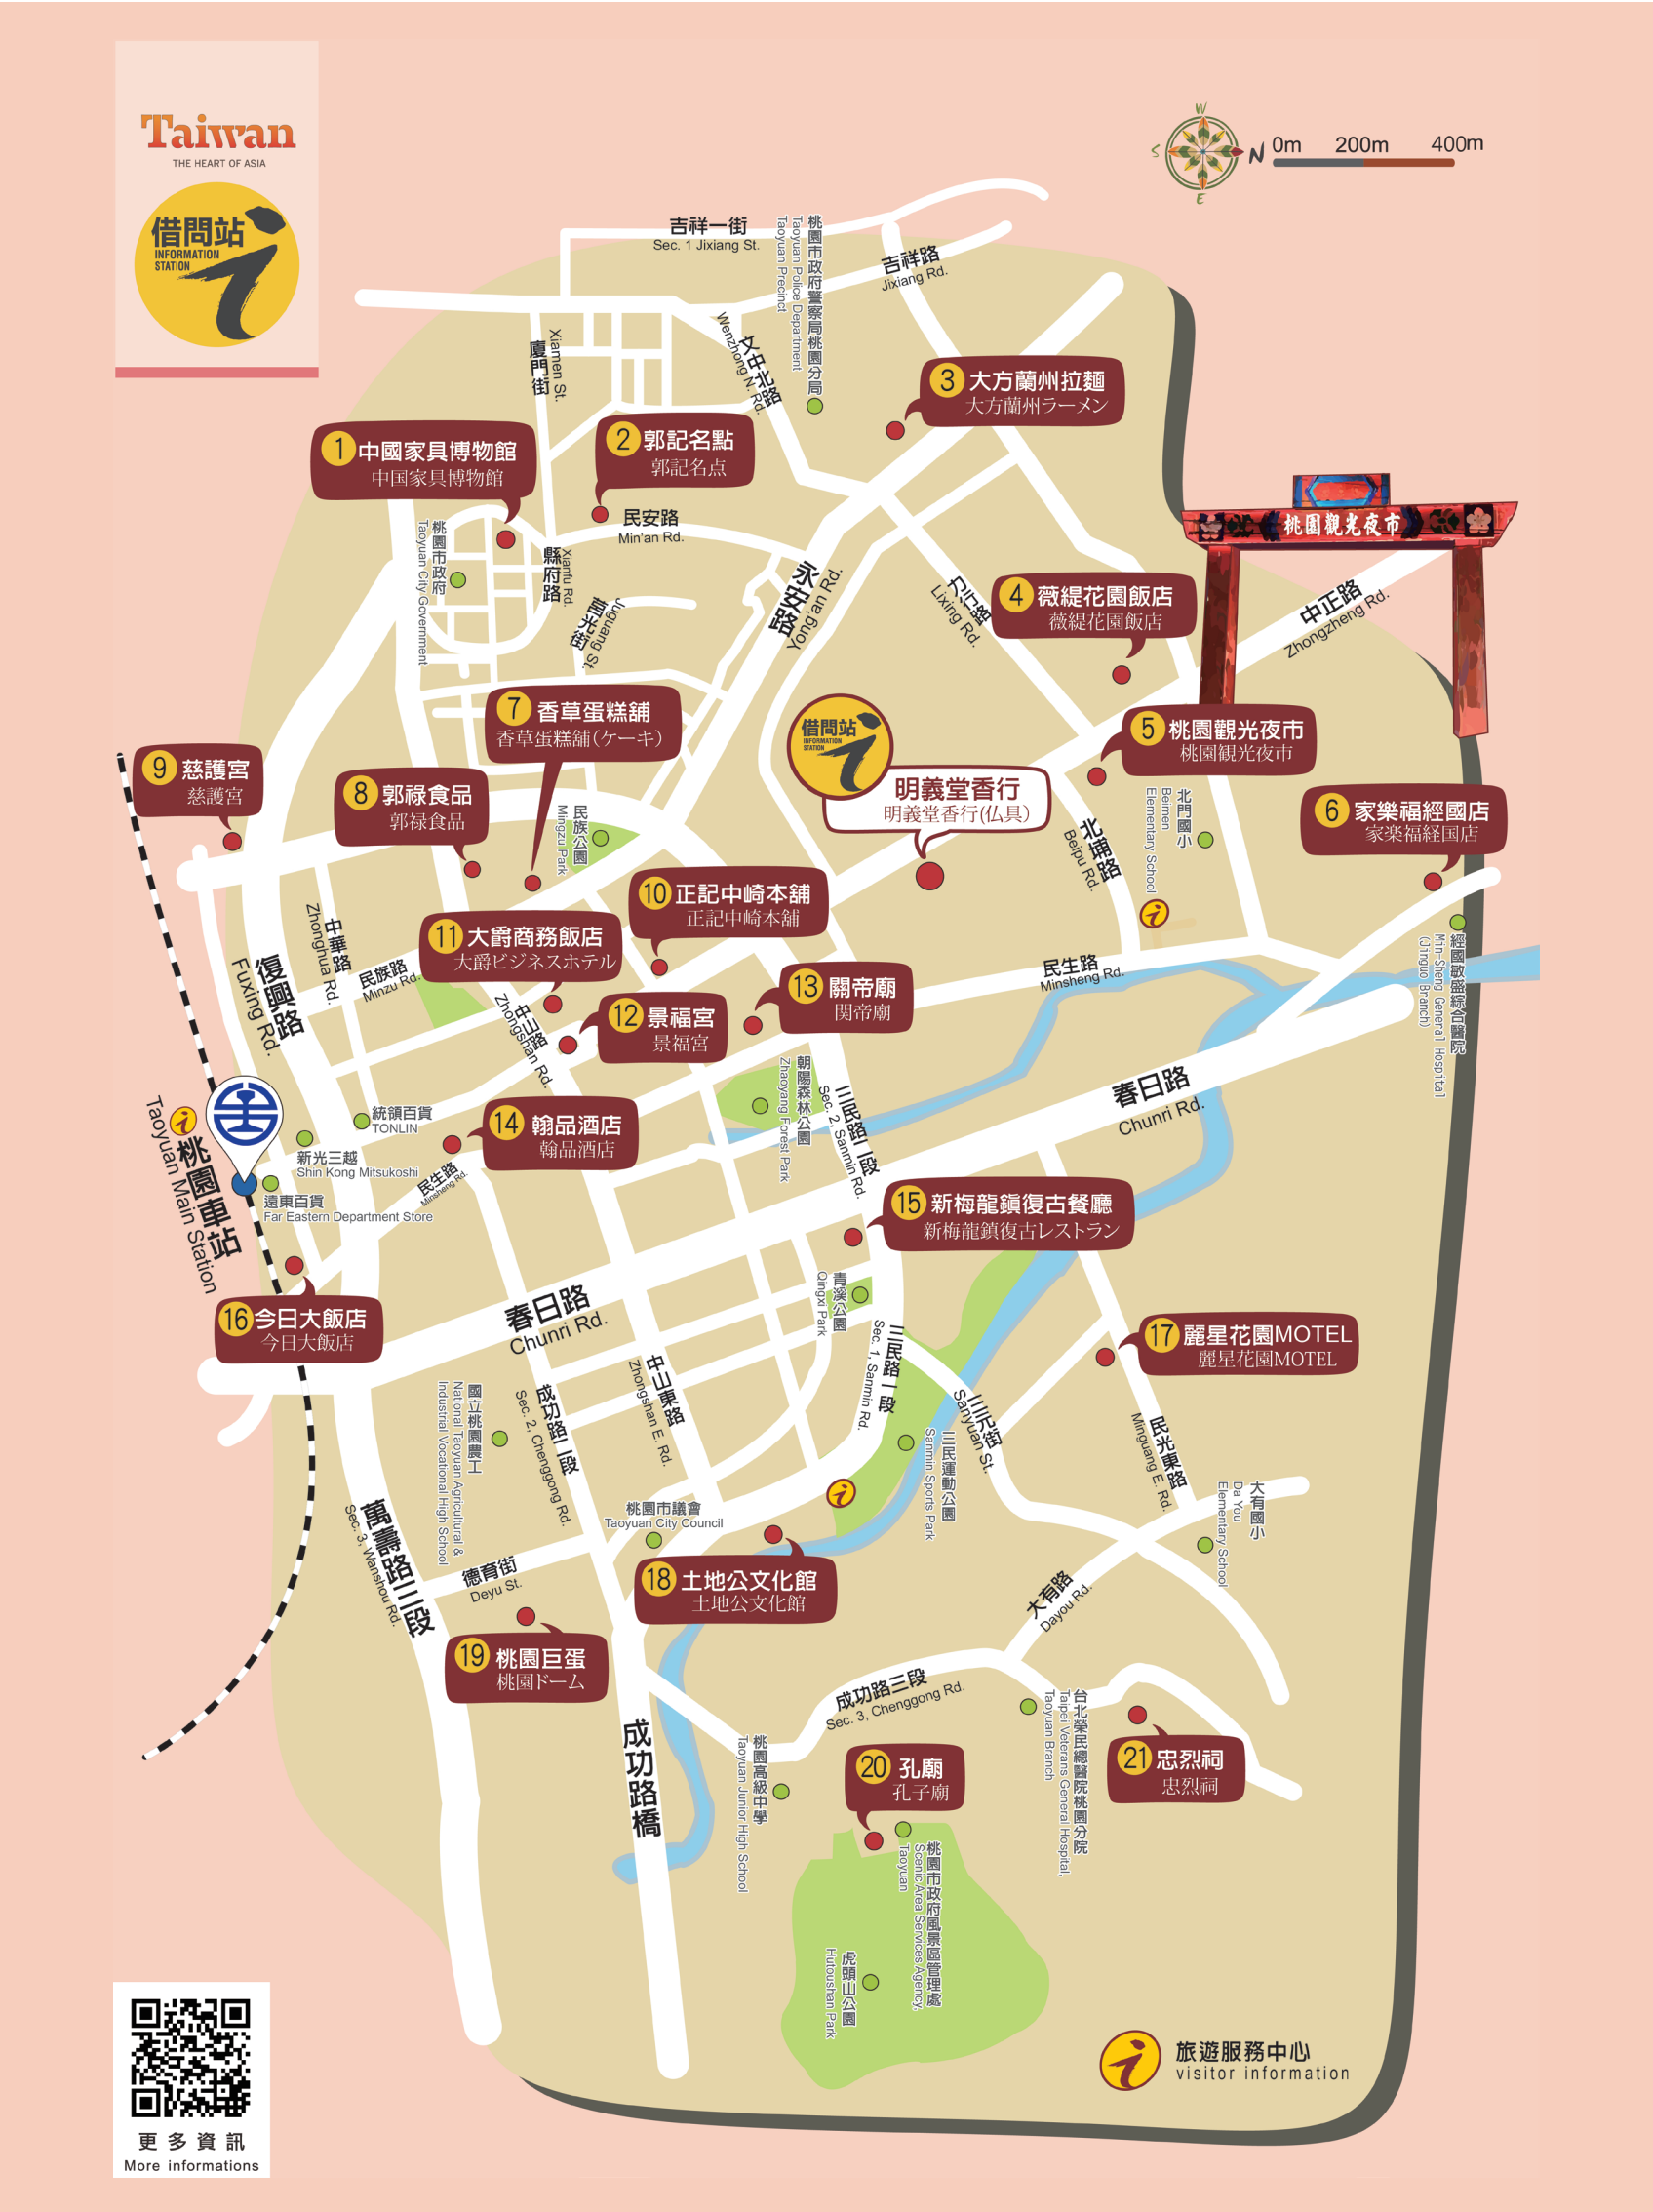 Taiwan
THE HEART OF ASIA
借問站
INFORMATION
STATION
W
S
N
E
0m 200m 400m
吉祥一街
Sec. 1 Jixiang St.
桃園市政府警察局桃園分局
Taoyuan Police Department
Taoyuan Precinct
吉祥路
Jixiang Rd.
廈門街
Xiamen St.
文中北路
Wenzhong N. Rd.
3 大方蘭州拉麵
大方蘭州ラーメン
1 中國家具博物館
中国家具博物館
2 郭記名點
郭記名点
民安路
Min'an Rd.
桃園市政府
Taoyuan City Government
縣府路
Xianfu Rd.
莒光街
Juguang St.
永安路
Yong'an Rd.
力行路
Lixing Rd.
桃園觀光夜市
4 薇緹花園飯店
薇緹花園飯店
中正路
Zhongzheng Rd.
7 香草蛋糕舖
香草蛋糕舖(ケーキ)
借問站
INFORMATION
STATION
明義堂香行
明義堂香行(仏具)
5 桃園觀光夜市
桃園観光夜市
9 慈護宮
慈護宮
8 郭禄食品
郭禄食品
民族公園
Mingzu Park
北埔路
Beipu Rd.
北門國小
Beimen
Elementary School
6 家樂福經國店
家楽福経国店
10 正記中崎本舖
正記中崎本舖
11 大爵商務飯店
大爵ビジネスホテル
中華路
Zhonghua Rd.
民族路
Minzu Rd.
復興路
Fuxing Rd.
中山路
Zhongshan Rd.
12 景福宮
景福宮
13 關帝廟
関帝廟
民生路
Minsheng Rd.
經國敏盛綜合醫院
Min-Sheng General Hospital
(Jinguo Branch)
朝陽森林公園
Zhaoyang Forest Park
三民路二段
Sec. 2, Sanmin Rd.
春日路
Chunri Rd.
桃園車站
Taoyuan Main Station
統領百貨
TONLIN
新光三越
Shin Kong Mitsukoshi
遠東百貨
Far Eastern Department Store
14 翰品酒店
翰品酒店
民生路
Minsheng Rd.
15 新梅龍鎮復古餐廳
新梅龍鎮復古レストラン
16 今日大飯店
今日大飯店
春日路
Chunri Rd.
青溪公園
Qingxi Park
三民路一段
Sec. 1, Sanmin Rd.
17 麗星花園MOTEL
麗星花園MOTEL
國立桃園農工
National Taoyuan Agricultural &
Industrial Vocational High School
成功路二段
Sec. 2, Chenggong Rd.
中山東路
Zhongshan E. Rd.
三元街
Sanyuan St.
三民運動公園
Sanmin Sports Park
民光東路
Minguang E. Rd.
大有國小
Da You
Elementary School
萬壽路三段
Sec. 3, Wanshou Rd.
桃園市議會
Taoyuan City Council
德育街
Deyu St.
18 土地公文化館
土地公文化館
大有路
Dayou Rd.
19 桃園巨蛋
桃園ドーム
成功路三段
Sec. 3, Chenggong Rd.
成功路橋
桃園高級中學
Taoyuan Junior High School
台北榮民總醫院桃園分院
Taipei Veterans General Hospital,
Taoyuan Branch
20 孔廟
孔子廟
21 忠烈祠
忠烈祠
桃園市政府風景區管理處
Scenic Area Services Agency,
Taoyuan
虎頭山公園
Hutoushan Park
旅遊服務中心
visitor information
更多資訊
More informations